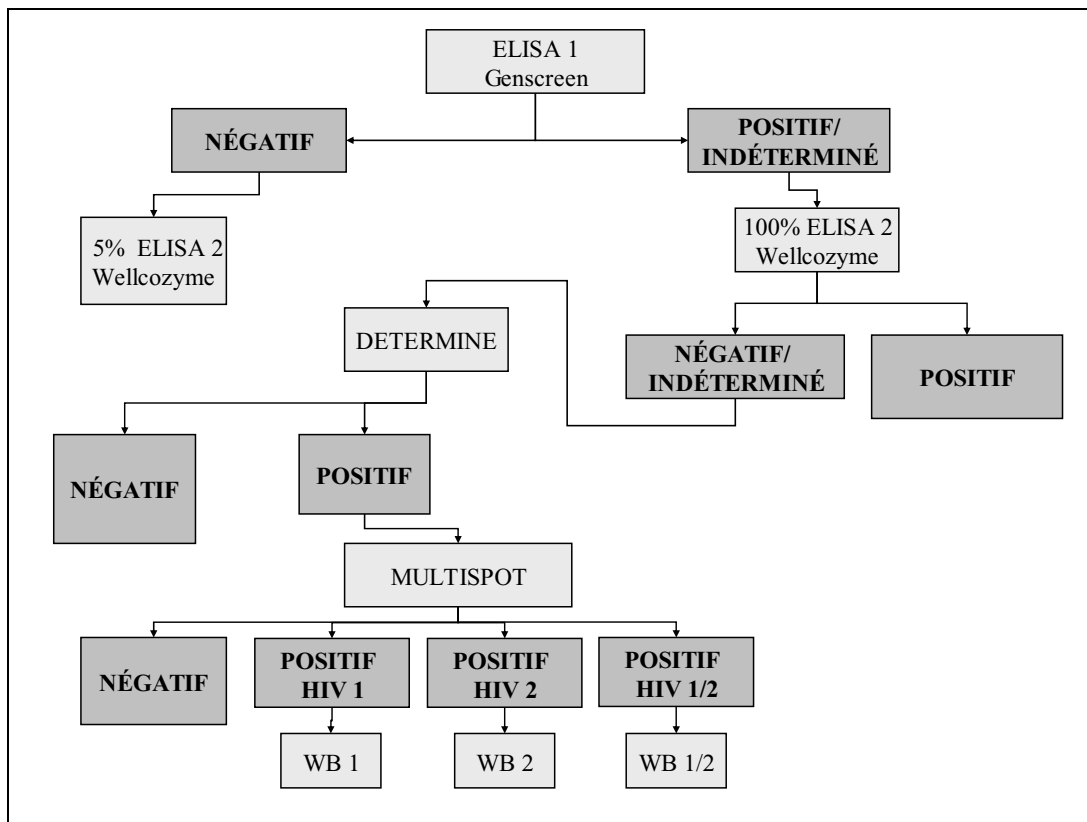 ELISA 1
Genscreen
NÉGATIF
POSITIF/
INDÉTERMINÉ
5% ELISA 2
Wellcozyme
100% ELISA 2
Wellcozyme
DETERMINE
NÉGATIF/
INDÉTERMINÉ
POSITIF
NÉGATIF
POSITIF
MULTISPOT
NÉGATIF
POSITIF
HIV 1
POSITIF
HIV 2
POSITIF
HIV 1/2
WB 1
WB 2
WB 1/2